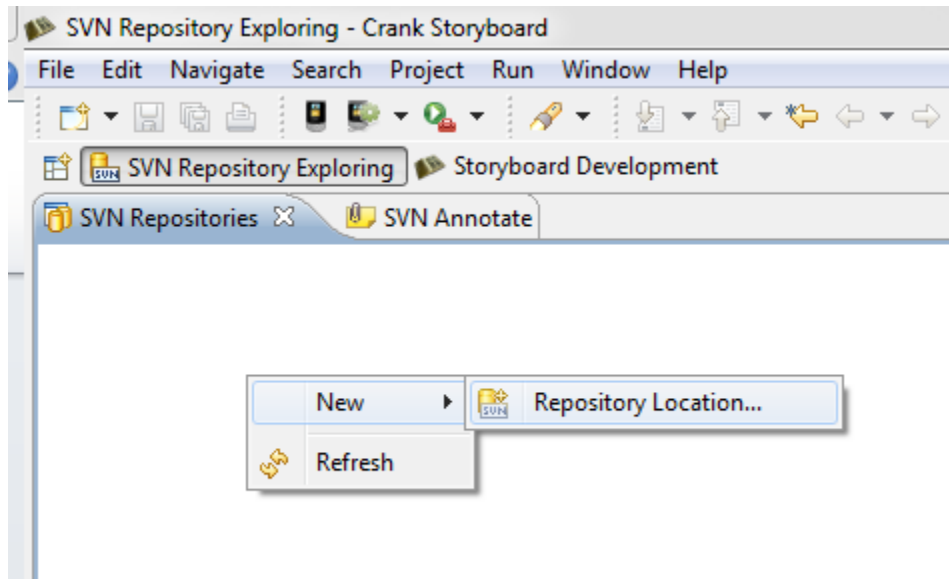 SVN Repository Exploring - Crank Storyboard
File Edit Navigate Search Project Run Window Help
SVN Repository Exploring Storyboard Development
SVN Repositories SVN Annotate
New Repository Location...
Refresh